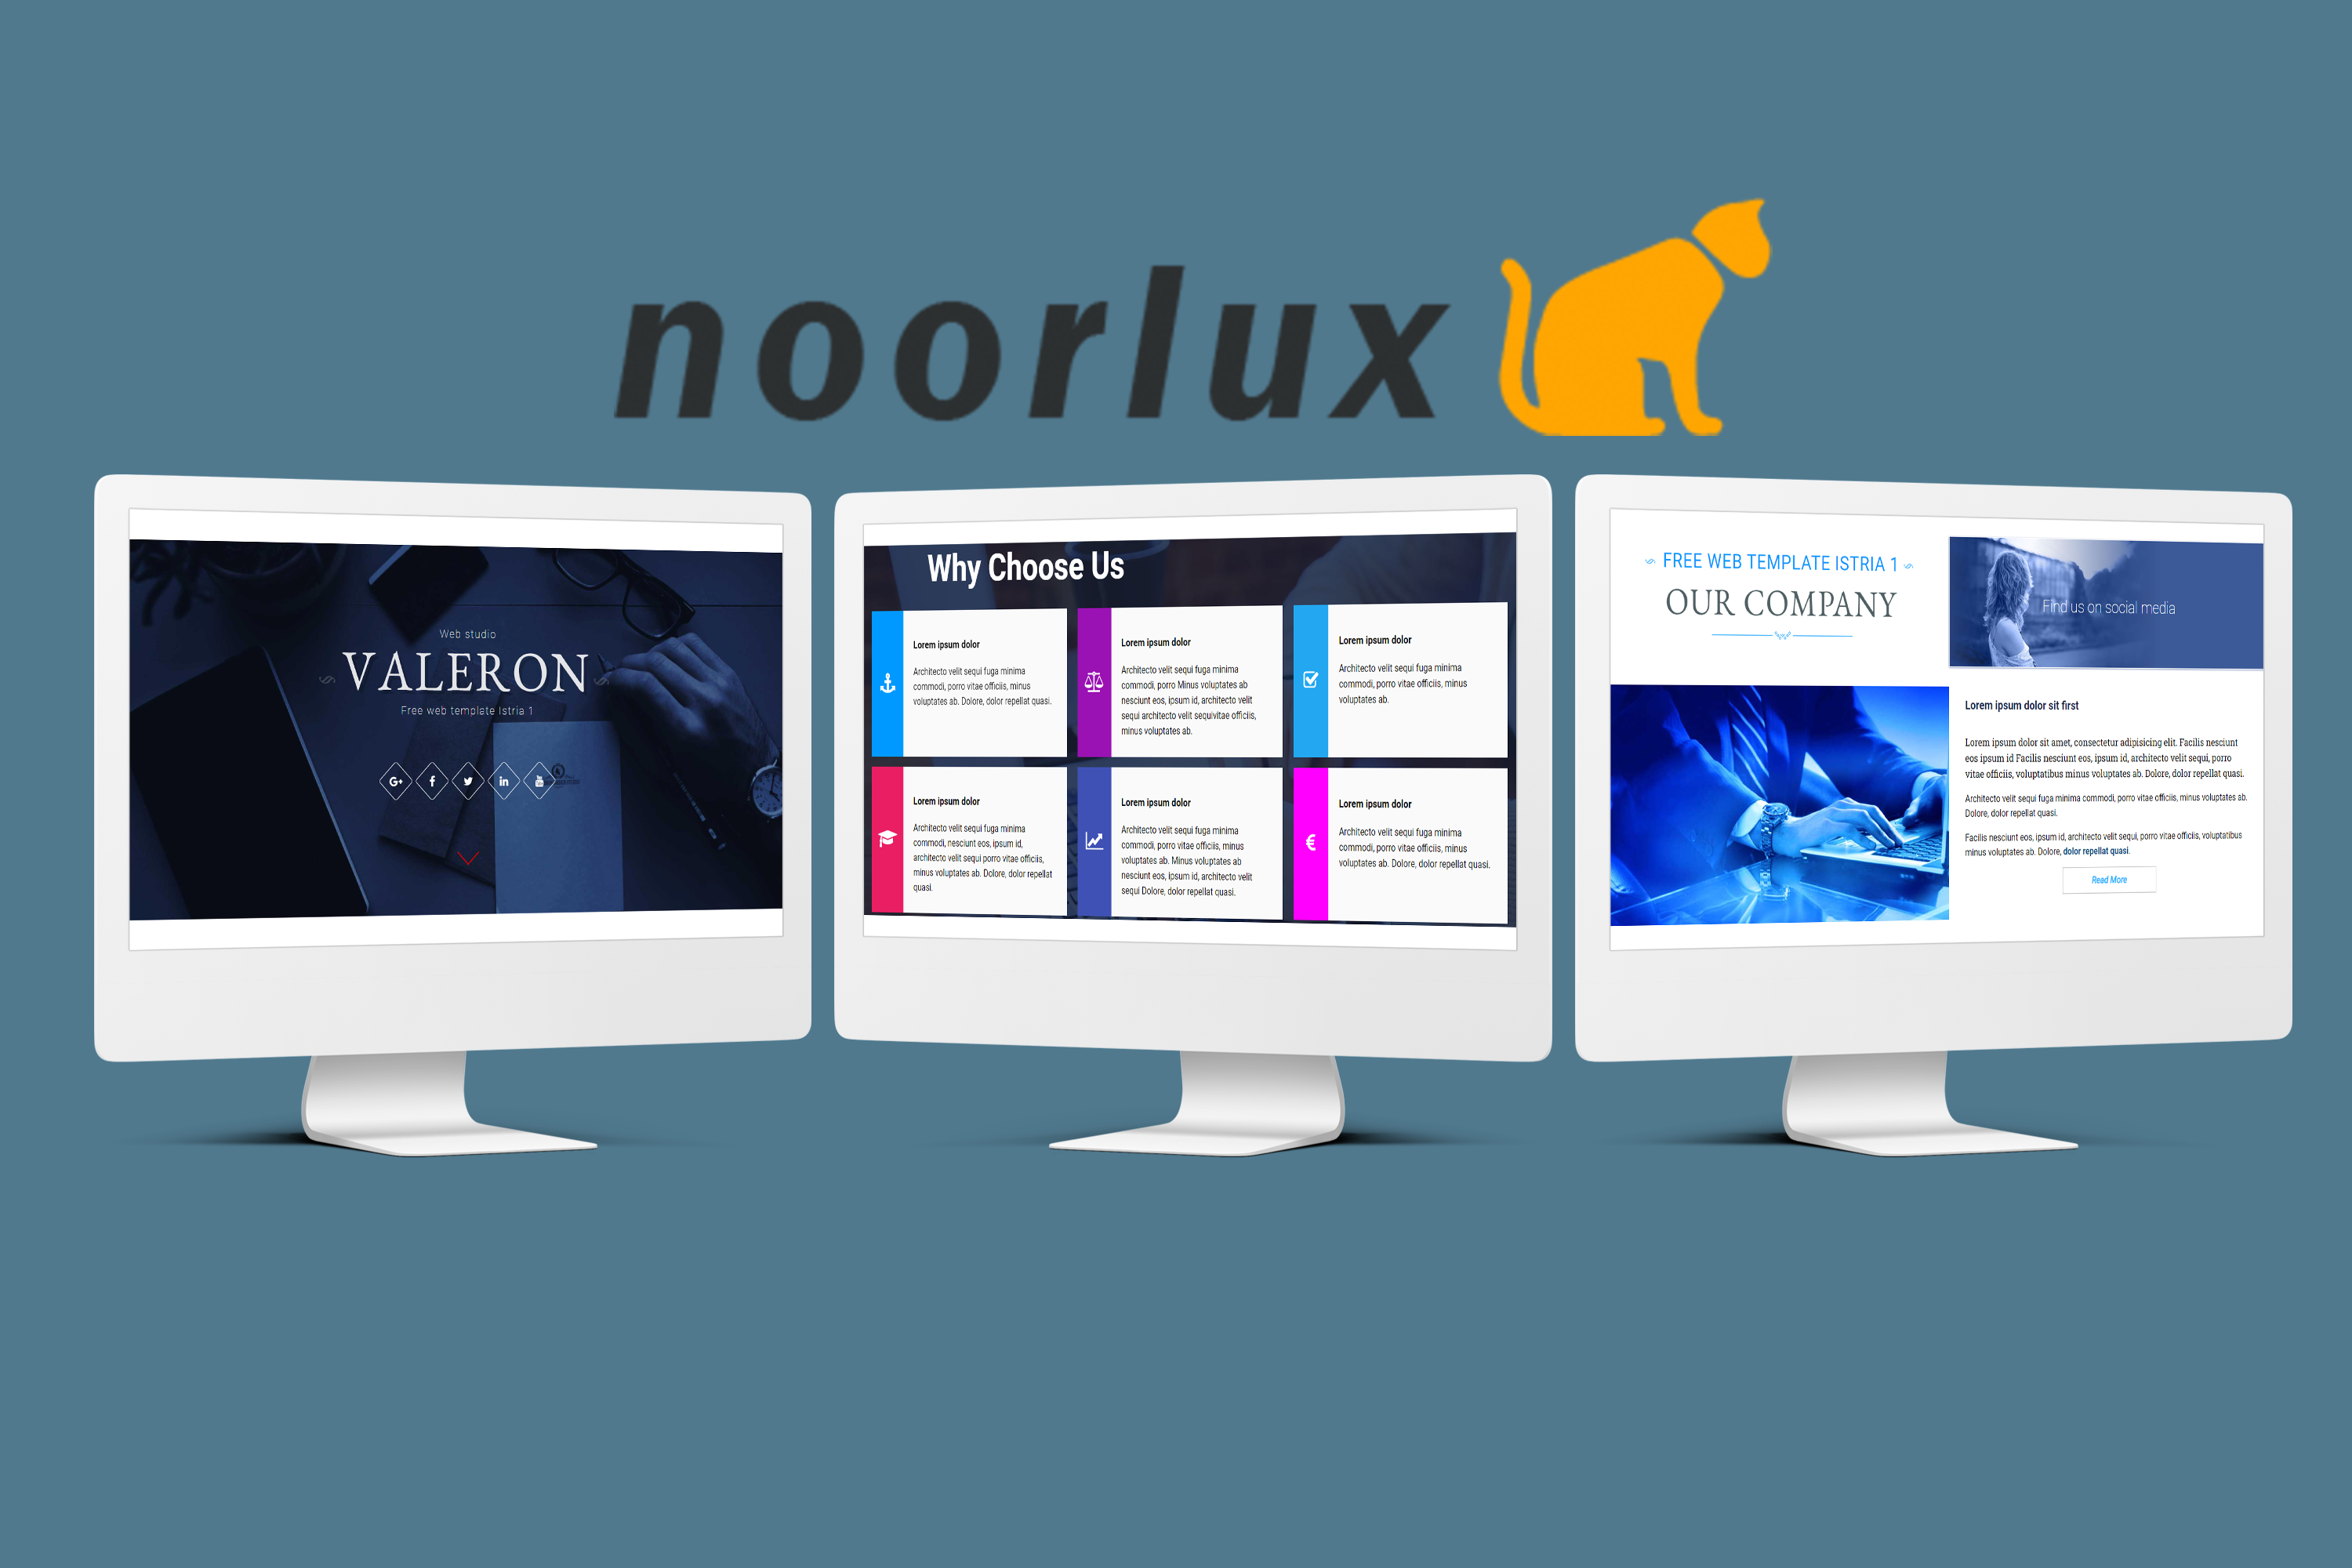 noorlux
Web studio
VALERON
Free web template Istria 1
Why Choose Us
Lorem ipsum dolor
Architecto velit sequi fuga minima
commodi, porro vitae officiis, minus
voluptates ab. Dolore, dolor repellat quasi.
Lorem ipsum dolor
Architecto velit sequi fuga minima
commodi, porro Minus voluptates ab
nesciunt eos, ipsum id, architecto velit
sequi architecto velit sequivitae officiis,
minus voluptates ab.
Lorem ipsum dolor
Architecto velit sequi fuga minima
commodi, porro vitae officiis, minus
voluptates ab.
Lorem ipsum dolor
Architecto velit sequi fuga minima
commodi, nesciunt eos, ipsum id,
architecto velit sequi porro vitae officiis,
minus voluptates ab. Dolore, dolor repellat
quasi.
Lorem ipsum dolor
Architecto velit sequi fuga minima
commodi, porro vitae officiis, minus
voluptates ab. Minus voluptates ab
nesciunt eos, ipsum id, architecto velit
sequi Dolore, dolor repellat quasi.
Lorem ipsum dolor
Architecto velit sequi fuga minima
commodi, porro vitae officiis, minus
voluptates ab. Dolore, dolor repellat quasi.
FREE WEB TEMPLATE ISTRIA 1
OUR COMPANY
Find us on social media
Lorem ipsum dolor sit first
Lorem ipsum dolor sit amet, consectetur adipisicing elit. Facilis nesciunt
eos ipsum id Facilis nesciunt eos, ipsum id, architecto velit sequi, porro
vitae officiis, voluptatibus minus voluptates ab. Dolore, dolor repellat quasi.
Architecto velit sequi fuga minima commodi, porro vitae officiis, minus voluptates ab.
Dolore, dolor repellat quasi.
Facilis nesciunt eos, ipsum id, architecto velit sequi, porro vitae officiis, voluptatibus
minus voluptates ab. Dolore, dolor repellat quasi.
Read More